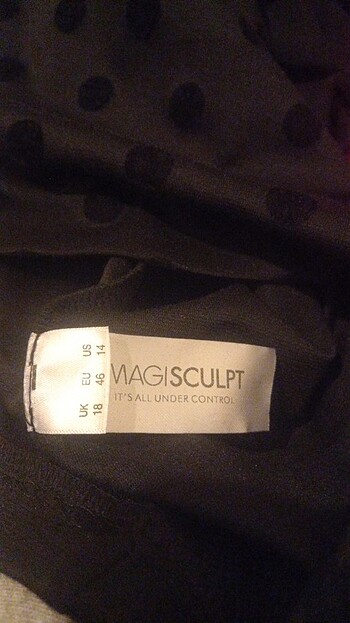 MAGISCULPT
IT'S ALL UNDER CONTROL
UK EU US
18 46 14